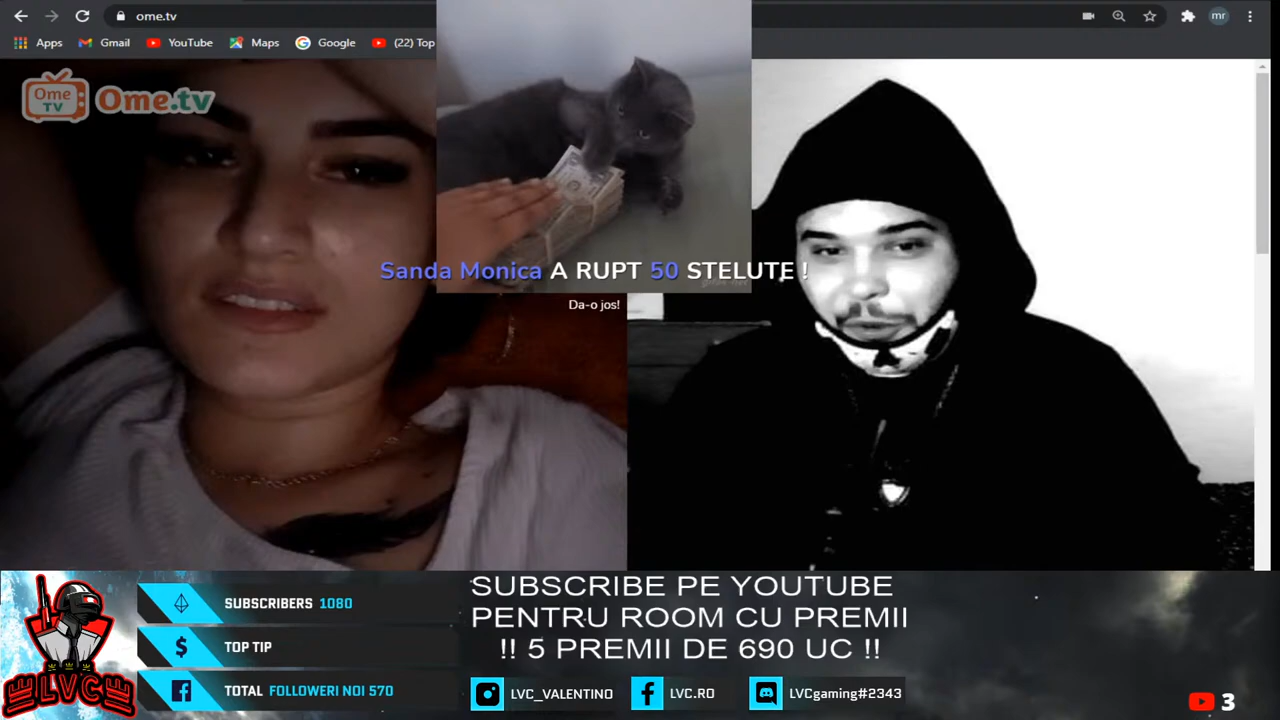 ome.tv
mr
Apps
Gmail
YouTube
Maps
Google
(22) Top
Ome TV
Ome.tv
Sanda Monica A RUPT 50 STELUTE !
Da-o jos!
SUBSCRIBERS 1080
TOP TIP
TOTAL FOLLOWERI NOI 570
LVC
SUBSCRIBE PE YOUTUBE
PENTRU ROOM CU PREMII
!! 5 PREMII DE 690 UC !!
LVC_VALENTINO
LVC.RO
LVCgaming#2343
3